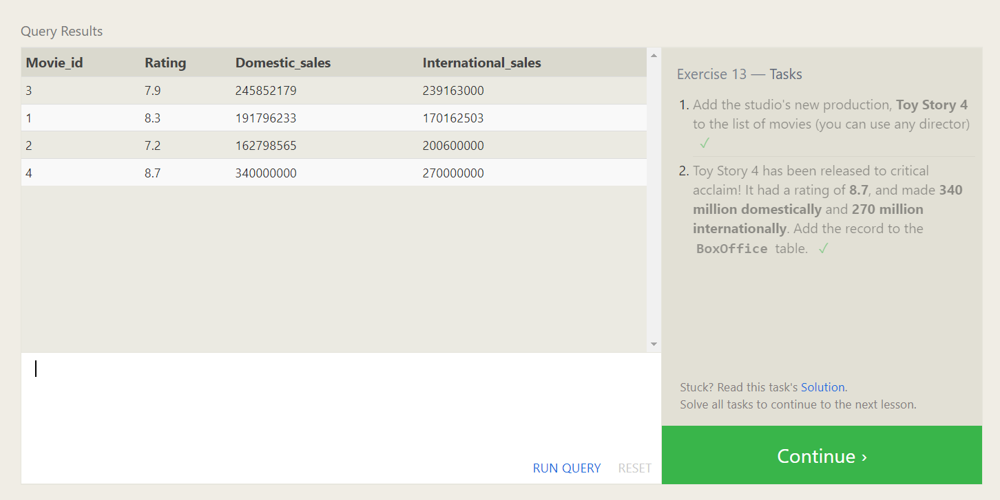 Query Results
Movie_id Rating Domestic_sales International_sales
3 7.9 245852179 239163000
1 8.3 191796233 170162503
2 7.2 162798565 200600000
4 8.7 340000000 270000000
RUN QUERY RESET
Exercise 13 — Tasks
1. Add the studio's new production, Toy Story 4
to the list of movies (you can use any director)
✓
2. Toy Story 4 has been released to critical
acclaim! It had a rating of 8.7, and made 340
million domestically and 270 million
internationally. Add the record to the
BoxOffice table. ✓
Stuck? Read this task's Solution.
Solve all tasks to continue to the next lesson.
Continue ›